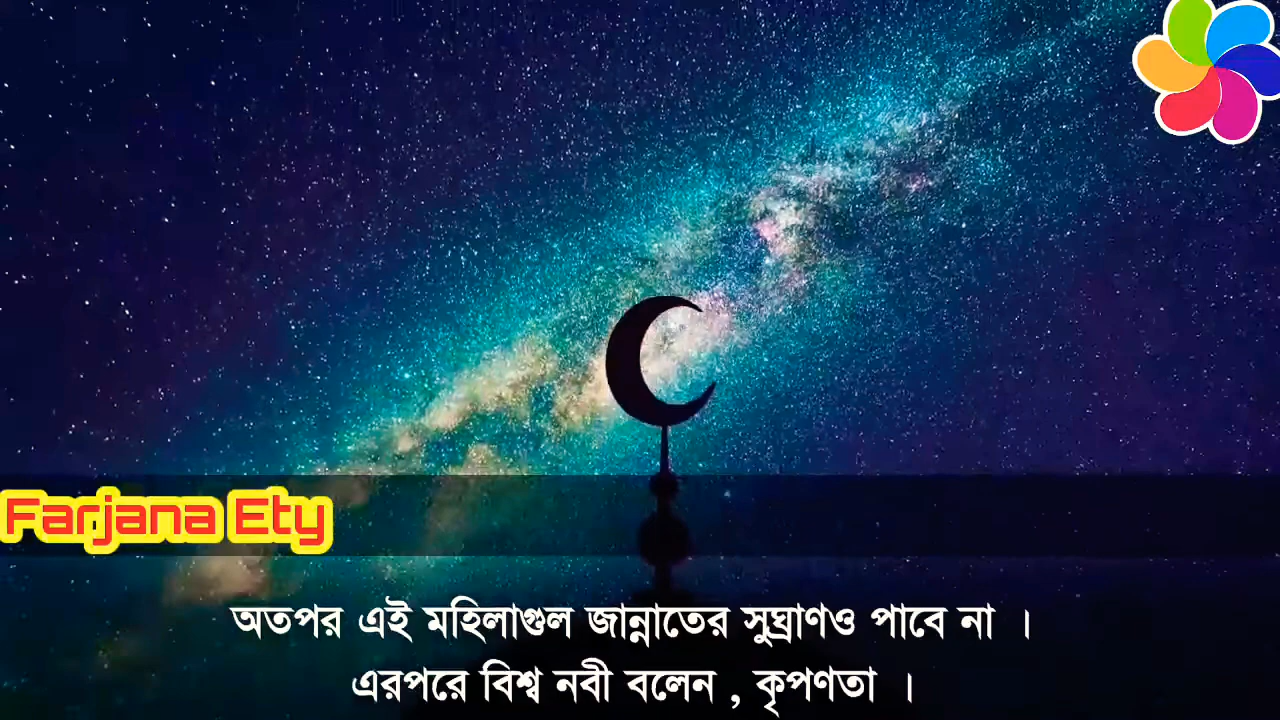 Farjana Ety
অতপর এই মহিলাগুল জান্নাতের সুঘ্রাণও পাবে না ।
এরপরে বিশ্ব নবী বলেন , কৃপণতা ।